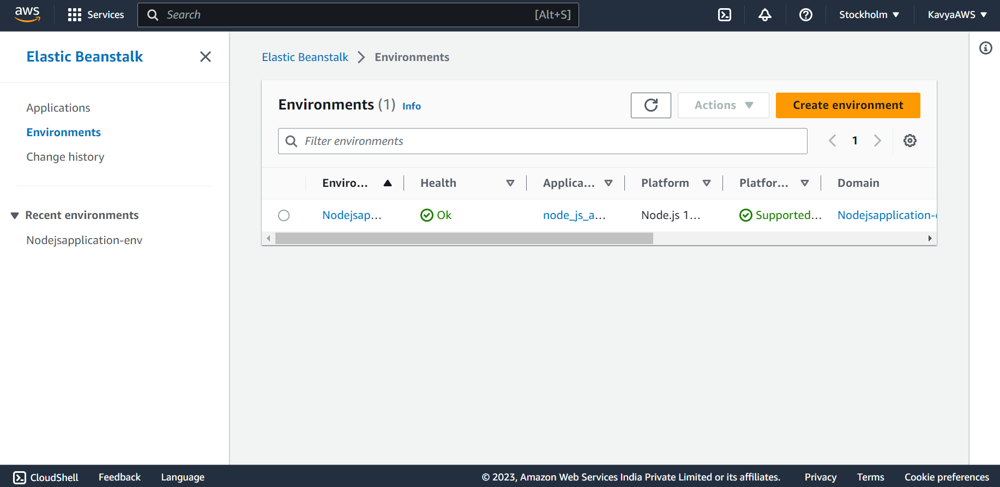 aws
Services
Search
[Alt+S]
Stockholm
KavyaAWS
Elastic Beanstalk
Applications
Environments
Change history
Recent environments
Nodejsapplication-env
Elastic Beanstalk
Environments
Environments (1) Info
Actions
Create environment
Filter environments
1
Enviro... Health Applica... Platform Platfor... Domain
Nodejsap... Ok node_js_a... Node.js 1... Supported... Nodejsapplication-
CloudShell Feedback Language © 2023, Amazon Web Services India Private Limited or its affiliates. Privacy Terms Cookie preferences